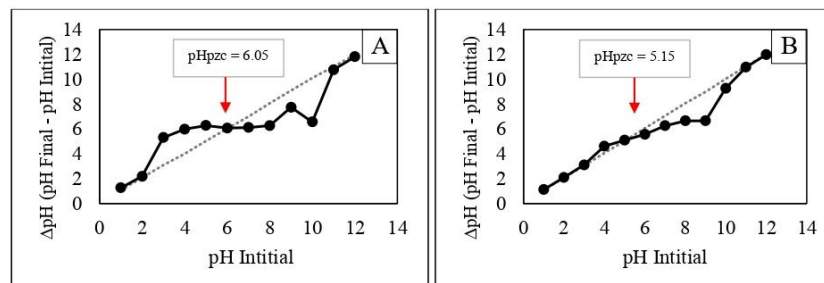 A
pHpzc = 6.05
ΔpH (pH Final - pH Intital)
14
12
10
8
6
4
2
0
0 2 4 6 8 10 12 14
pH Intitial
B
pHpzc = 5.15
ΔpH (pH Final - pH Intital)
14
12
10
8
6
4
2
0
0 2 4 6 8 10 12 14
pH Intitial